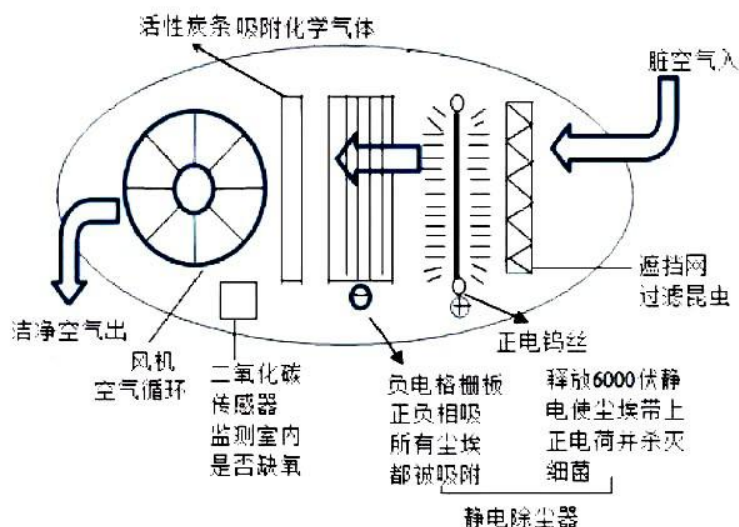 活性炭条 吸附化学气体
脏空气入
遮挡网
过滤昆虫
正电钨丝
洁净空气出
风机
空气循环
二氧化碳
传感器
监测室内
是否缺氧
负电格栅板
正负相吸
所有尘埃
都被吸附
释放6000伏静
电使尘埃带上
正电荷并杀灭
细菌
静电除尘器